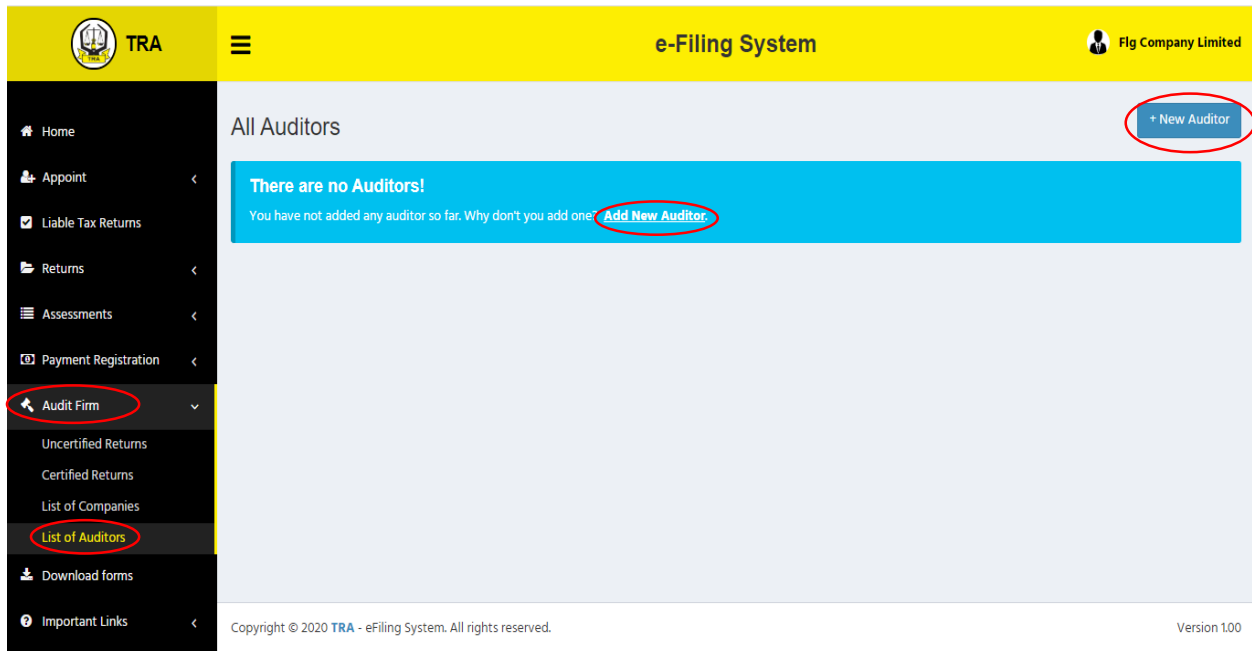 TRA
e-Filing System
Flg Company Limited
TRA
Home
Appoint
Liable Tax Returns
Returns
Assessments
Payment Registration
Audit Firm
Uncertified Returns
Certified Returns
List of Companies
List of Auditors
Download forms
Important Links
All Auditors
+ New Auditor
There are no Auditors!
You have not added any auditor so far. Why don't you add one? Add New Auditor.
Copyright © 2020 TRA - eFiling System. All rights reserved.
Version 1.00